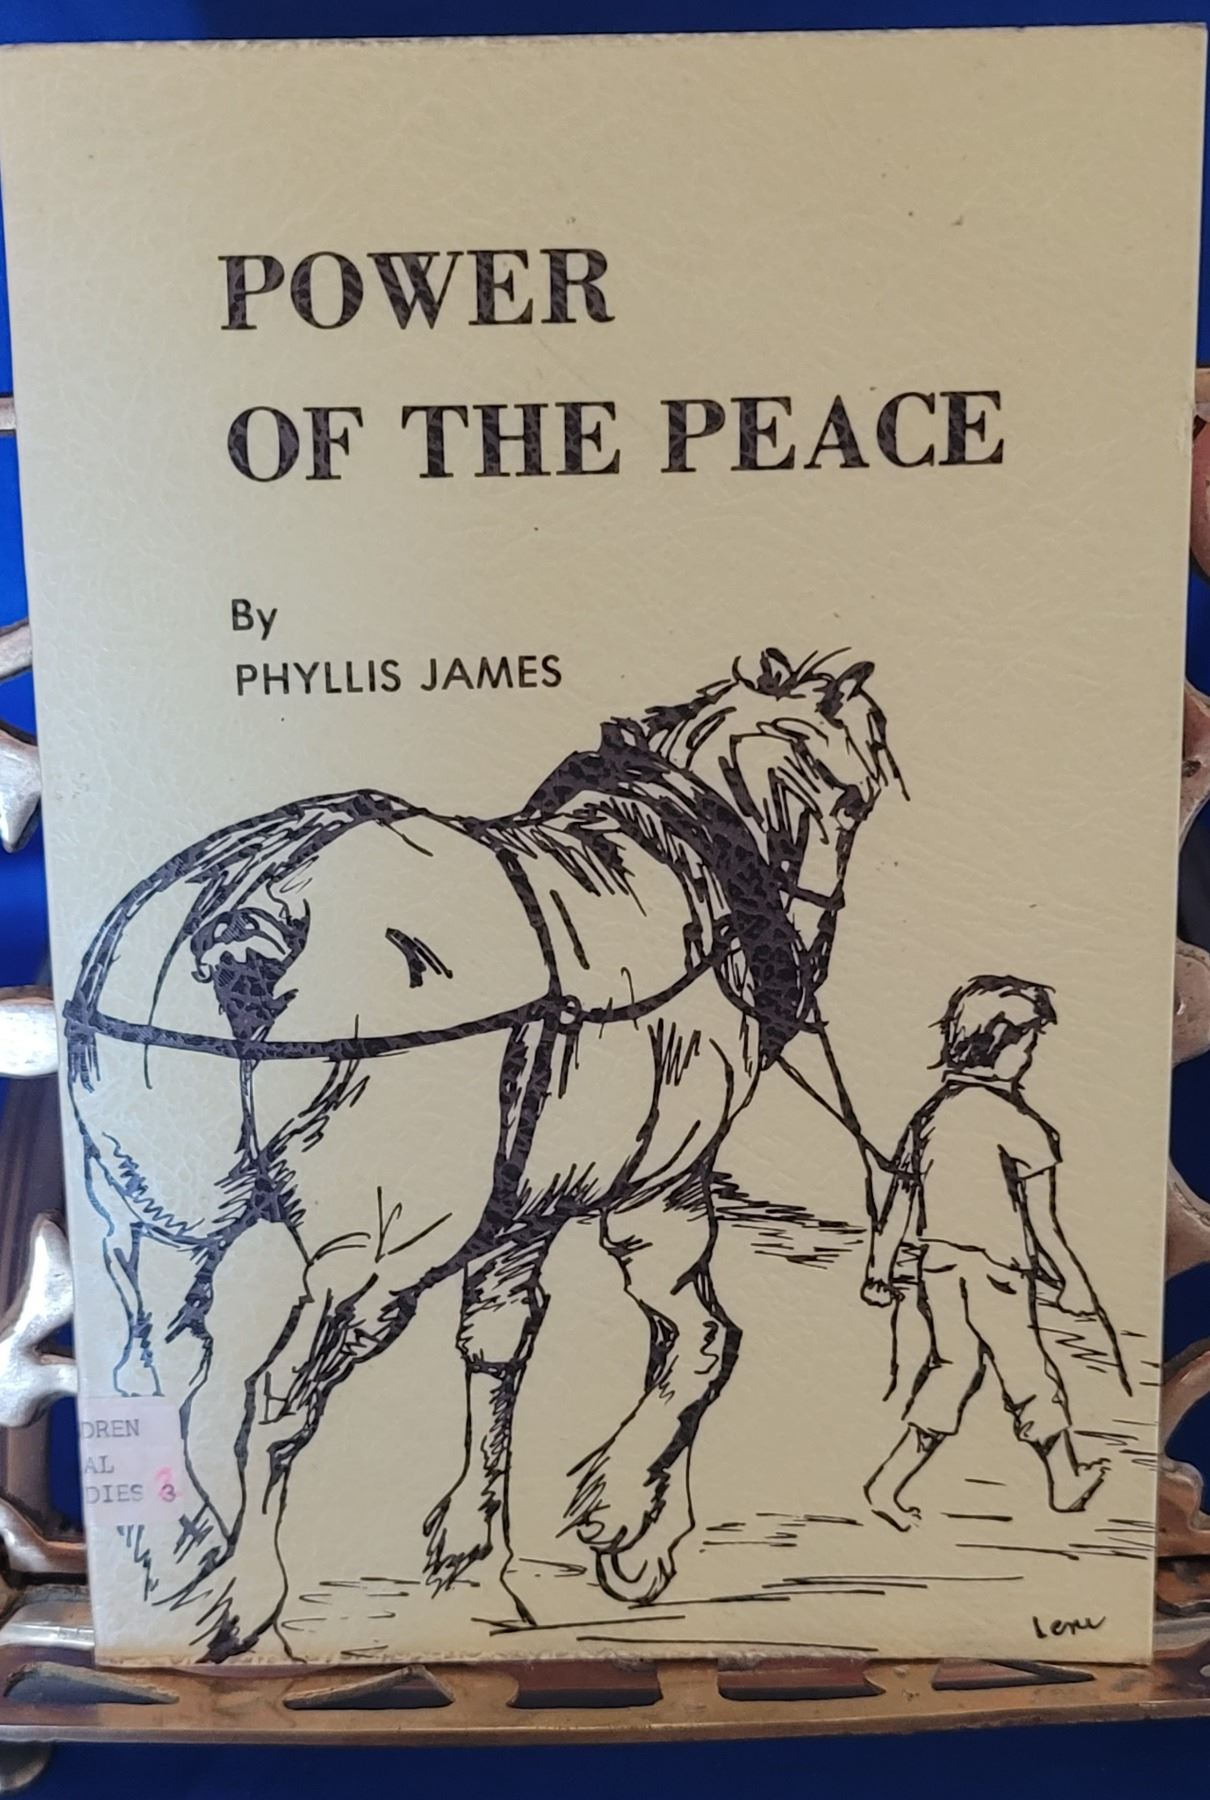 POWER
OF THE PEACE
By
PHYLLIS JAMES
DREN
AL
DIES 3